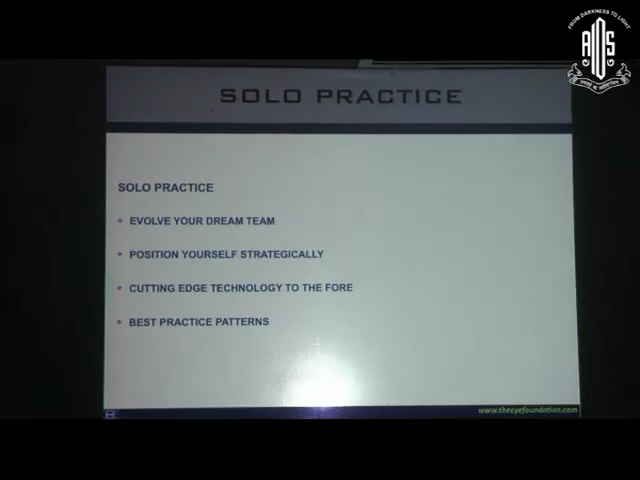 FROM DARKNESS TO LIGHT
AIOS
SOLO PRACTICE
SOLO PRACTICE
EVOLVE YOUR DREAM TEAM
POSITION YOURSELF STRATEGICALLY
CUTTING EDGE TECHNOLOGY TO THE FORE
BEST PRACTICE PATTERNS
www.theeyefoundation.com